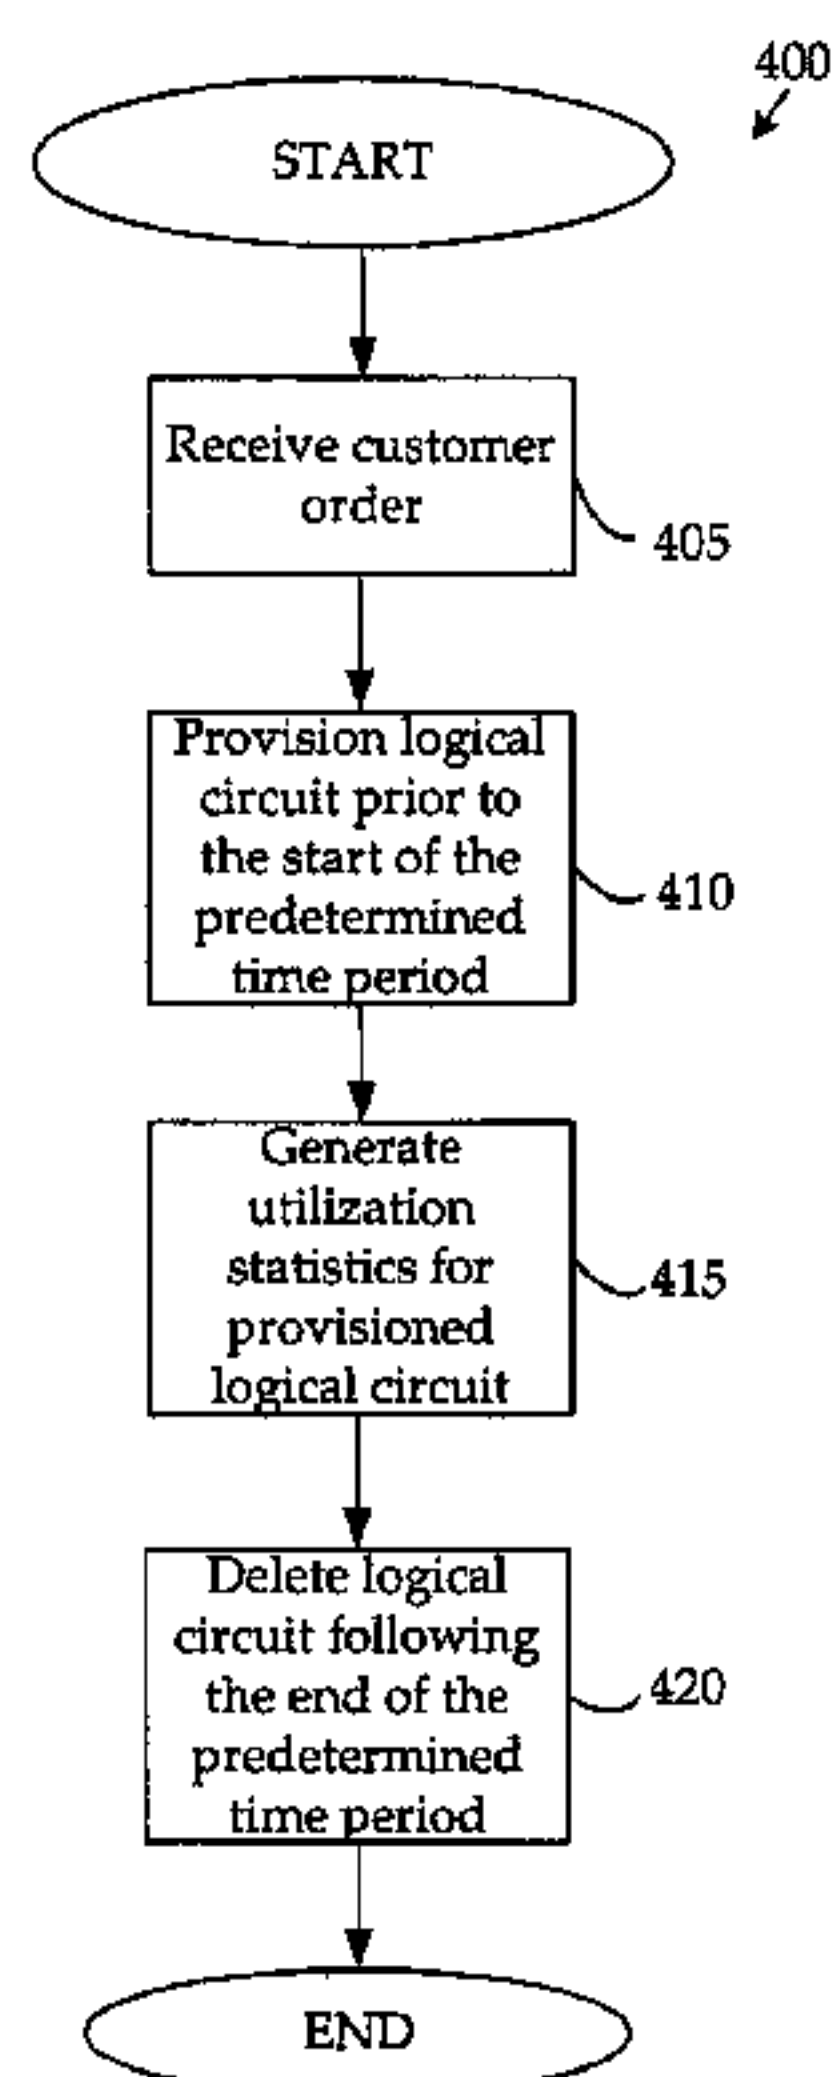 400
START
Receive customer
order
405
Provision logical
circuit prior to
the start of the
predetermined
time period
410
Generate
utilization
statistics for
provisioned
logical circuit
415
Delete logical
circuit following
the end of the
predetermined
time period
420
END